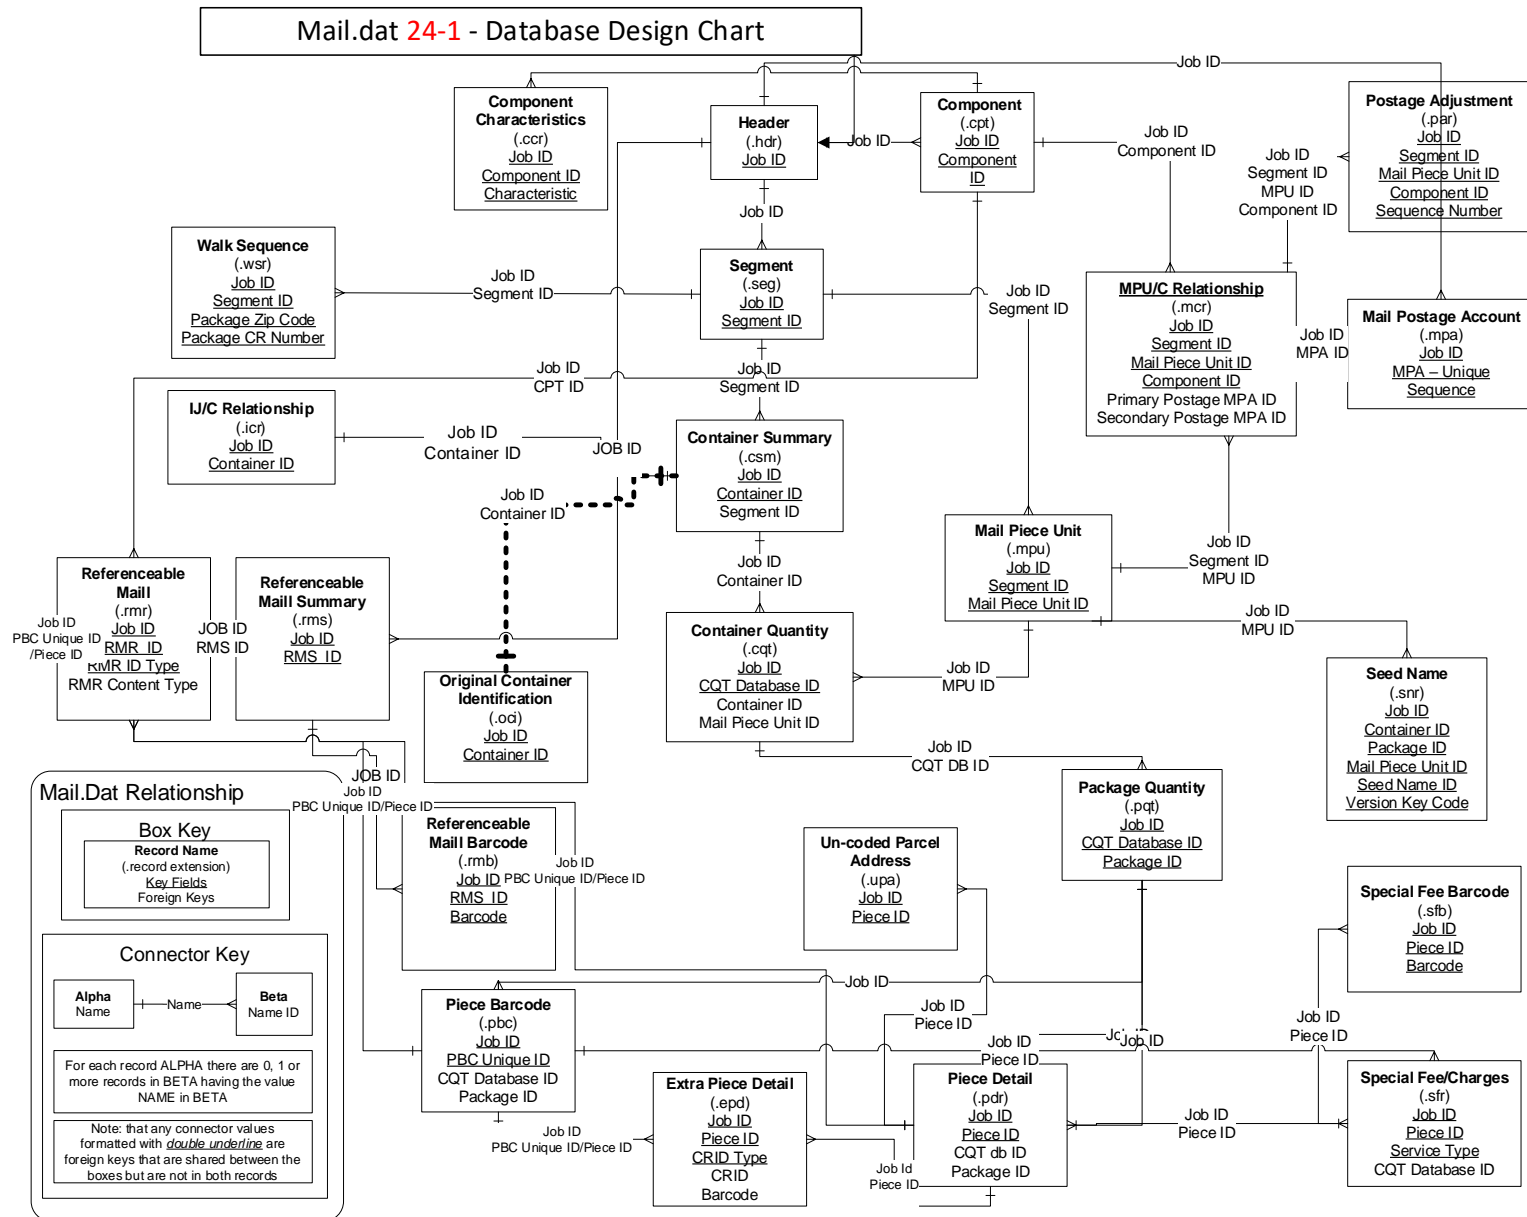 Mail.dat 24-1 - Database Design Chart
Job ID
Component
Characteristics
(.ccr)
Job ID
Component ID
Characteristic
Header
(.hdr)
Job ID
Job ID
Component
(.cpt)
Job ID
Component
ID
Job ID
Component ID
Job ID
Segment ID
MPU ID
Component ID
Postage Adjustment
(.par)
Job ID
Segment ID
Mail Piece Unit ID
Component ID
Sequence Number
Job ID
Walk Sequence
(.wsr)
Job ID
Segment ID
Package Zip Code
Package CR Number
Job ID
Segment ID
Segment
(.seg)
Job ID
Segment ID
Job ID
Segment ID
MPU/C Relationship
(.mcr)
Job ID
Segment ID
Mail Piece Unit ID
Component ID
Primary Postage MPA ID
Secondary Postage MPA ID
Job ID
MPA ID
Mail Postage Account
(.mpa)
Job ID
MPA – Unique
Sequence
Job ID
CPT ID
Job ID
Segment ID
IJ/C Relationship
(.icr)
Job ID
Container ID
Job ID
Container ID
JOB ID
Container Summary
(.csm)
Job ID
Container ID
Segment ID
Job ID
Container ID
Job ID
Container ID
Mail Piece Unit
(.mpu)
Job ID
Segment ID
Mail Piece Unit ID
Job ID
Segment ID
MPU ID
Referenceable
Maill
(.rmr)
Job ID
RMR_ID
RMR ID Type
RMR Content Type
Job ID
PBC Unique ID
/Piece ID
JOB ID
RMS ID
Referenceable
Maill Summary
(.rms)
Job ID
RMS_ID
Original Container
Identification
(.oci)
Job ID
Container ID
Container Quantity
(.cqt)
Job ID
CQT Database ID
Container ID
Mail Piece Unit ID
Job ID
MPU ID
Job ID
MPU ID
Seed Name
(.snr)
Job ID
Container ID
Package ID
Mail Piece Unit ID
Seed Name ID
Version Key Code
Job ID
CQT DB ID
Package Quantity
(.pqt)
Job ID
CQT Database ID
Package ID
JOB ID
Job ID
PBC Unique ID/Piece ID
Mail.Dat Relationship
Box Key
Record Name
(.record extension)
Key Fields
Foreign Keys
Connector Key
Alpha
Name
Name
Beta
Name ID
For each record ALPHA there are 0, 1 or
more records in BETA having the value
NAME in BETA
Note: that any connector values
formatted with double underline are
foreign keys that are shared between the
boxes but are not in both records
Referenceable
Maill Barcode
(.rmb)
Job ID
RMS_ID
Barcode
Job ID
PBC Unique ID/Piece ID
Un-coded Parcel
Address
(.upa)
Job ID
Piece ID
Special Fee Barcode
(.sfb)
Job ID
Piece ID
Barcode
Job ID
Piece Barcode
(.pbc)
Job ID
PBC Unique ID
CQT Database ID
Package ID
Job ID
Piece ID
Job ID
Job ID
Piece ID
Job ID
Piece ID
Job ID
PBC Unique ID/Piece ID
Extra Piece Detail
(.epd)
Job ID
Piece ID
CRID Type
CRID
Barcode
Job Id
Piece ID
Piece Detail
(.pdr)
Job ID
Piece ID
CQT db ID
Package ID
Job ID
Piece ID
Special Fee/Charges
(.sfr)
Job ID
Piece ID
Service Type
CQT Database ID